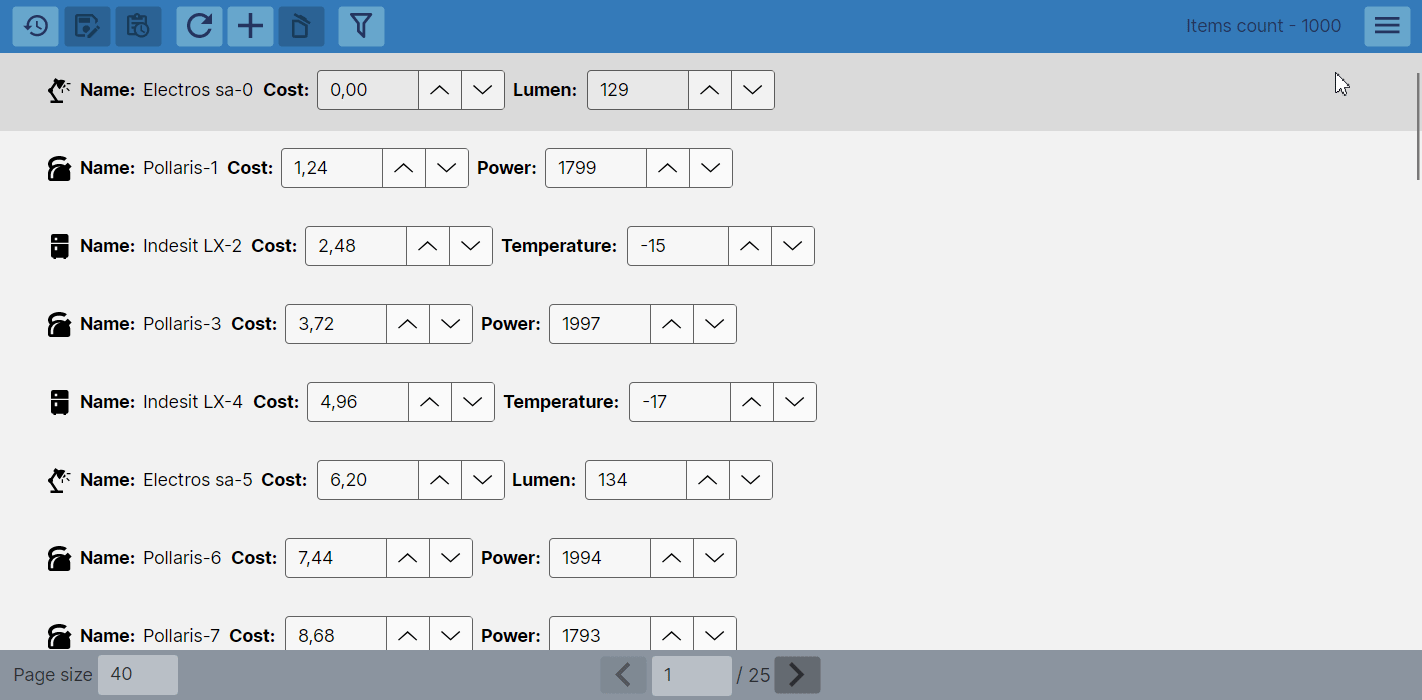 Items count - 1000
Name: Electros sa-0 Cost: 0,00 Lumen: 129
Name: Pollaris-1 Cost: 1,24 Power: 1799
Name: Indesit LX-2 Cost: 2,48 Temperature: -15
Name: Pollaris-3 Cost: 3,72 Power: 1997
Name: Indesit LX-4 Cost: 4,96 Temperature: -17
Name: Electros sa-5 Cost: 6,20 Lumen: 134
Name: Pollaris-6 Cost: 7,44 Power: 1994
Name: Pollaris-7 Cost: 8,68 Power: 1793
Page size 40 1 / 25